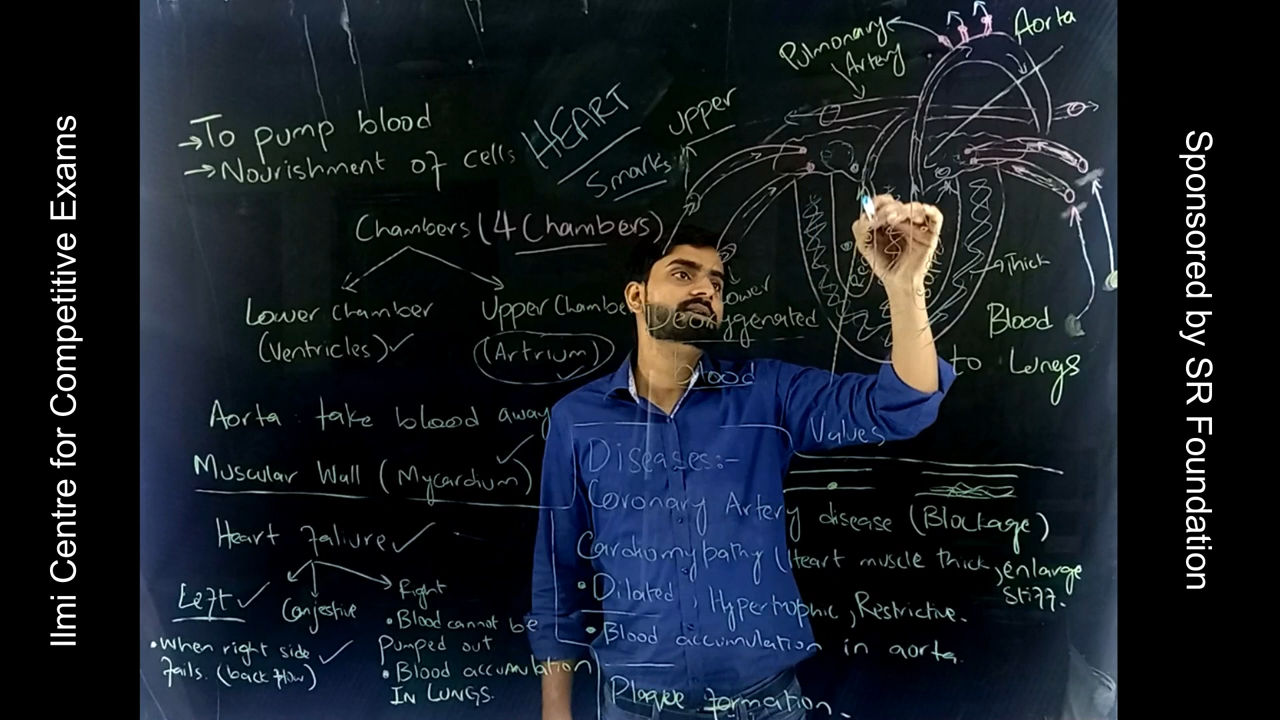 Ilmi Centre for Competitive Exams
Sponsored by SR Foundation
→To pump blood
→Nourishment of cells
HEART
5marks
Upper
Pulmonary
Artery
Aorta
Chambers (4 Chambers)
Lower chamber
(Ventricles)✓
Upper Chamber
(Artrium)
Lower
Deoxygenated
blood
→Thick
Blood
to Lungs
Aorta: take blood away
Muscular Wall (Mycardium)
Valves
Heart failure✓
Left✓
Conjestive
Right
•When right side
fails. (back flow)
•Blood cannot be
Pumped out
•Blood accumulation
IN LUNGS.
Diseases:-
Coronary Artery disease (Blockage)
Cardiomypathy (Heart muscle thick, enlarge
stiff.
•Dilated, Hypertrophic, Restrictive.
•Blood accumulation in aorta.
Plaque formation.